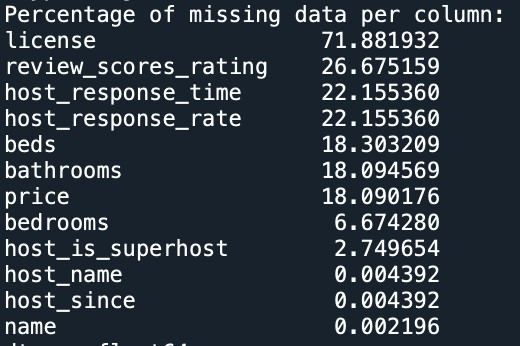 Percentage of missing data per column:
license 71.881932
review_scores_rating 26.675159
host_response_time 22.155360
host_response_rate 22.155360
beds 18.303209
bathrooms 18.094569
price 18.090176
bedrooms 6.674280
host_is_superhost 2.749654
host_name 0.004392
host_since 0.004392
name 0.002196